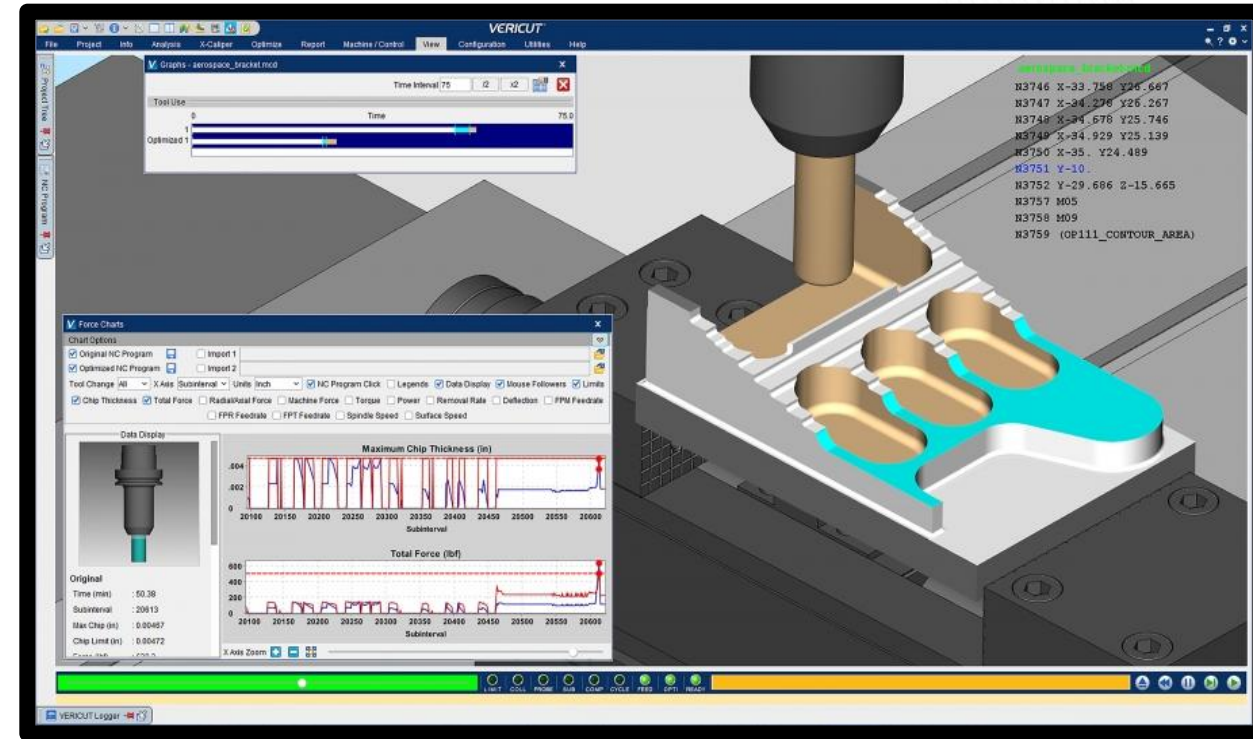 VERICUT
File Project Info Analysis X-Caliper Optimize Report Machine / Control View Configuration Utilities Help
Project Tree
NC Program
Graphs - aerospace_bracket.mcd
Time Interval 75 /2 x2
Tool Use
0 Time 75.0
1
Optimized 1
aerospace_bracket.mcd
N3746 X-33.758 Y26.667
N3747 X-34.278 Y26.267
N3748 X-34.678 Y25.746
N3749 X-34.929 Y25.139
N3750 X-35. Y24.489
N3751 Y-10.
N3752 Y-29.686 Z-15.665
N3757 M05
N3758 M09
N3759 (OP111_CONTOUR_AREA)
Force Charts
Chart Options
Original NC Program Import 1
Optimized NC Program Import 2
Tool Change All X Axis Subinterval Units Inch NC Program Click Legends Data Display Mouse Followers Limits
Chip Thickness Total Force Radial/Axial Force Machine Force Torque Power Removal Rate Deflection FPM Feedrate
FPR Feedrate FPT Feedrate Spindle Speed Surface Speed
Data Display
Maximum Chip Thickness (in)
.004
.002
0
20100 20150 20200 20250 20300 20350 20400 20450 20500 20550 20600
Subinterval
Total Force (lbf)
600
400
200
0
20100 20150 20200 20250 20300 20350 20400 20450 20500 20550 20600
Subinterval
Original
Time (min) : 50.38
Subinterval : 20613
Max Chip (in) : 0.00467
Chip Limit (in) : 0.00472
X Axis Zoom
LIMIT COLL PROBE SUB COMP CYCLE FEED OPTI READY
VERICUT Logger